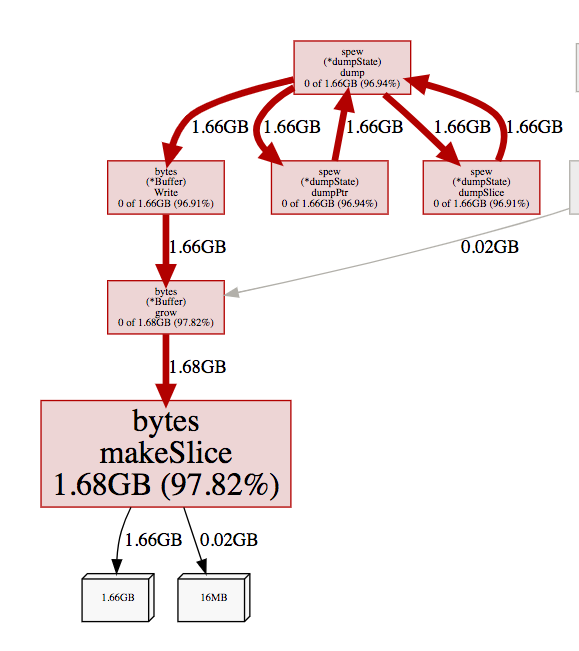 spew
(*dumpState)
dump
0 of 1.66GB (96.94%)
1.66GB
1.66GB
1.66GB
1.66GB
1.66GB
bytes
(*Buffer)
Write
0 of 1.66GB (96.91%)
spew
(*dumpState)
dumpPtr
0 of 1.66GB (96.94%)
spew
(*dumpState)
dumpSlice
0 of 1.66GB (96.91%)
1.66GB
0.02GB
bytes
(*Buffer)
grow
0 of 1.68GB (97.82%)
1.68GB
bytes
makeSlice
1.68GB (97.82%)
1.66GB
0.02GB
1.66GB
16MB